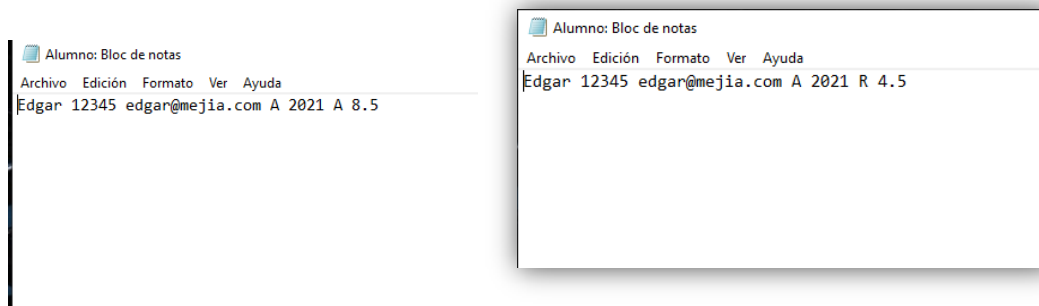 Alumno: Bloc de notas
Archivo Edición Formato Ver Ayuda
Edgar 12345 edgar@mejia.com A 2021 A 8.5
Alumno: Bloc de notas
Archivo Edición Formato Ver Ayuda
Edgar 12345 edgar@mejia.com A 2021 R 4.5